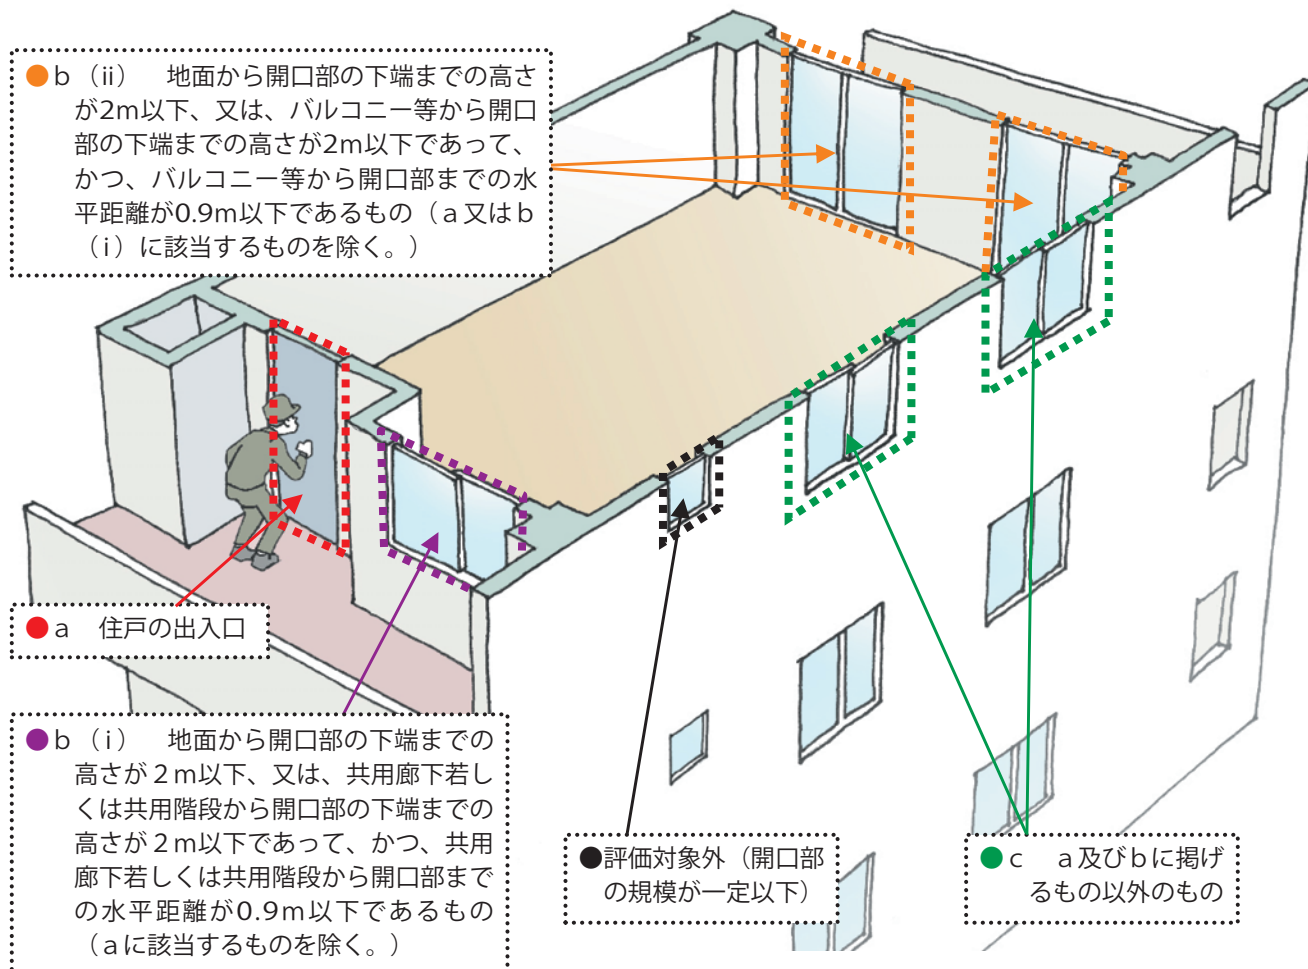 ●b（ii）　地面から開口部の下端までの高さ
が2m以下、又は、バルコニー等から開口
部の下端までの高さが2m以下であって、
かつ、バルコニー等から開口部までの水
平距離が0.9m以下であるもの（a又はb
（i）に該当するものを除く。）
●a　住戸の出入口
●b（i）　地面から開口部の下端までの
高さが２m以下、又は、共用廊下若し
くは共用階段から開口部の下端までの
高さが２m以下であって、かつ、共用
廊下若しくは共用階段から開口部まで
の水平距離が0.9m以下であるもの
（aに該当するものを除く。）
●評価対象外（開口部
の規模が一定以下）
●c　a及びbに掲げ
るもの以外のもの